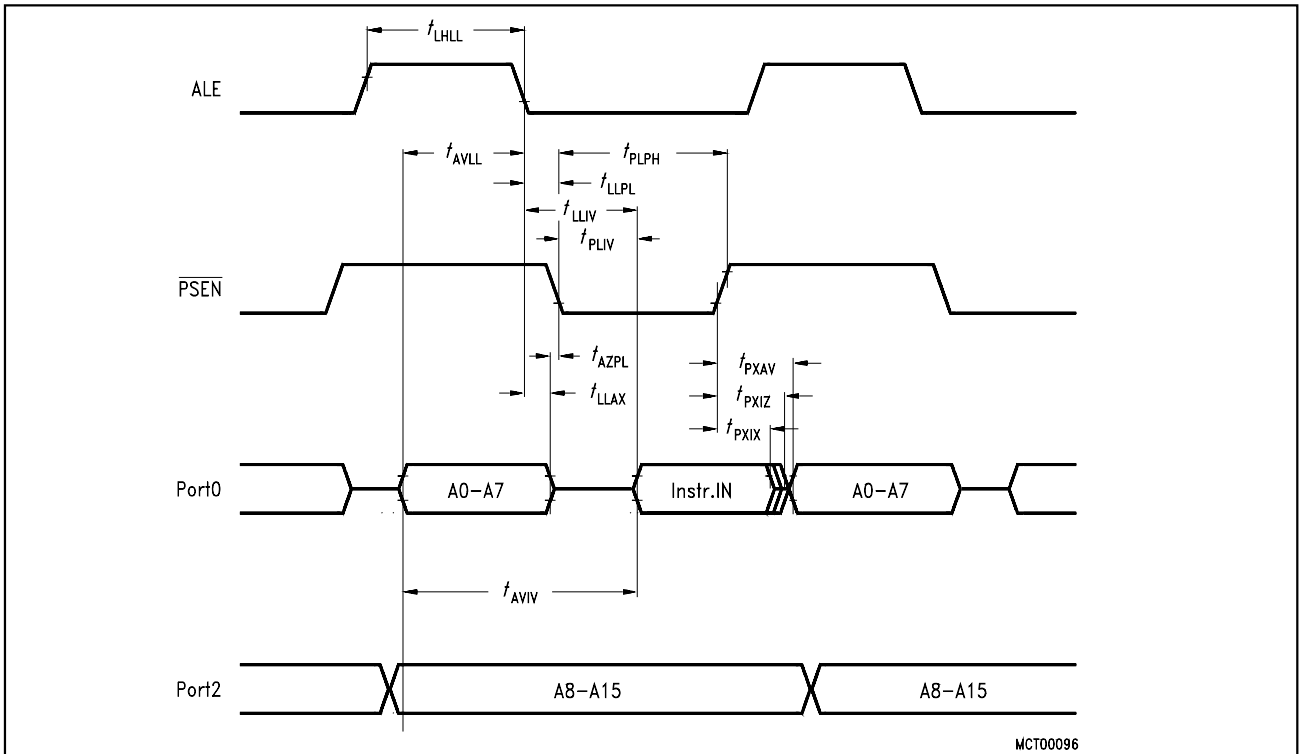 tLHLL
ALE
tAVLL
tPLPH
tLLPL
tLLIV
tPLIV
PSEN
tAZPL
tPXAV
tLLAX
tPXIZ
tPXIX
Port0
A0-A7
Instr.IN
A0-A7
tAVIV
Port2
A8-A15
A8-A15
MCT00096